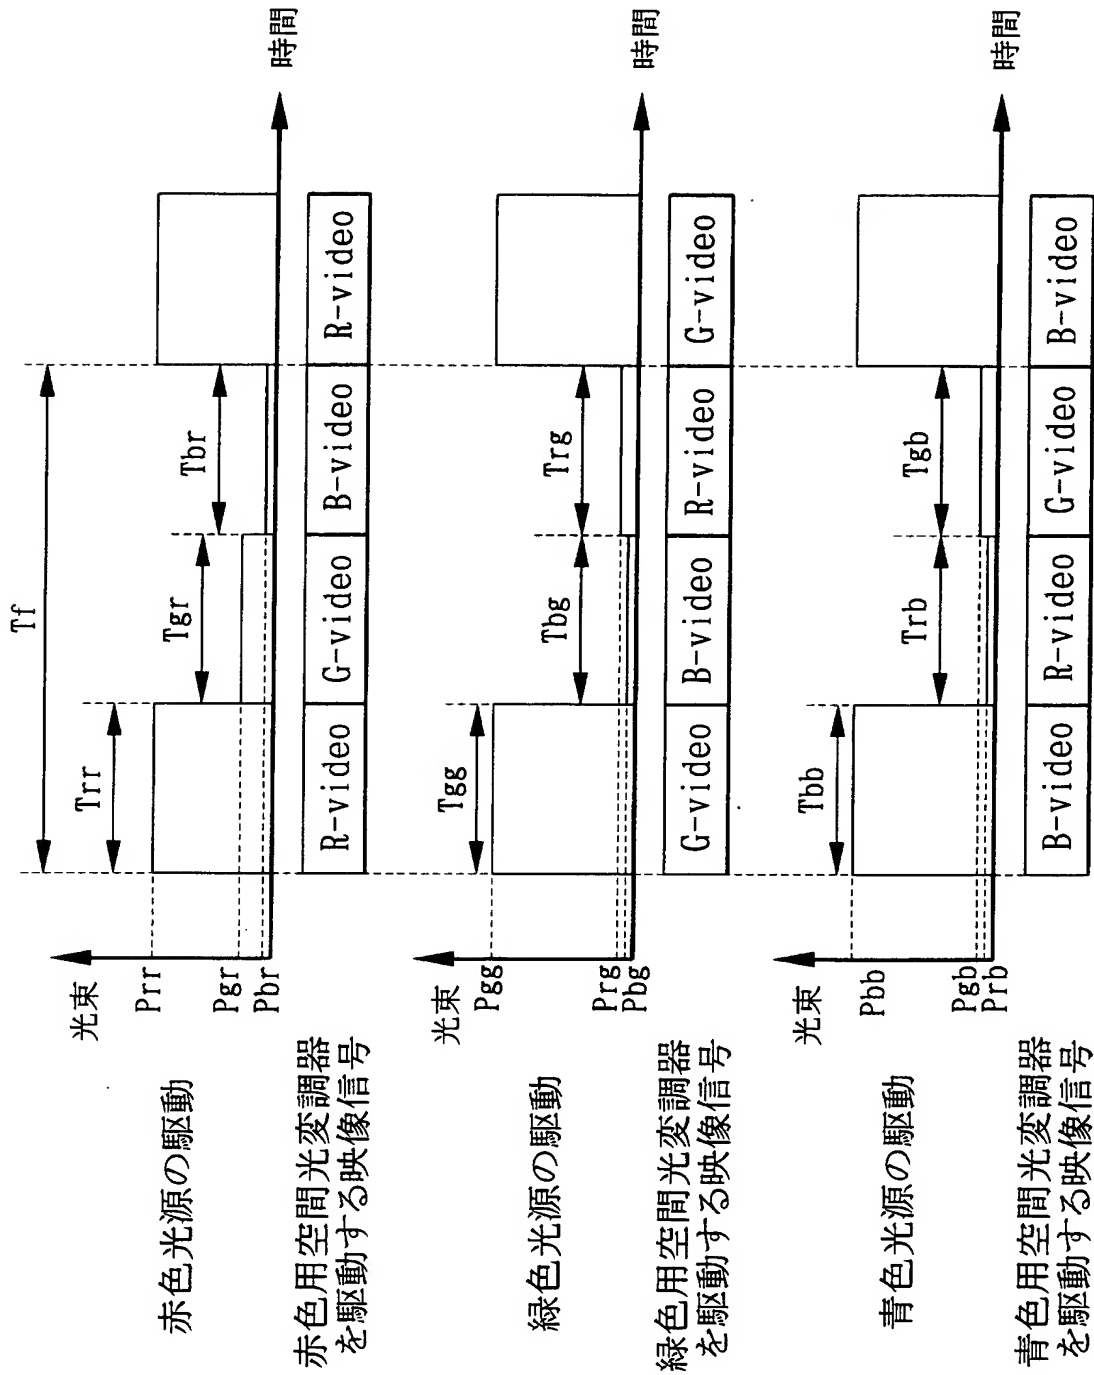 Tf
Trr
Tgr
Tbr
光束
Prr
Pgr
Pbr
時間
赤色光源の駆動
赤色用空間光変調器
を駆動する映像信号
R-video
G-video
B-video
R-video
Tgg
Tbg
Trg
光束
Pgg
Prg
Pbg
時間
緑色光源の駆動
緑色用空間光変調器
を駆動する映像信号
G-video
B-video
R-video
G-video
Tbb
Trb
Tgb
光束
Pbb
Pgb
Prb
時間
青色光源の駆動
青色用空間光変調器
を駆動する映像信号
B-video
R-video
G-video
B-video